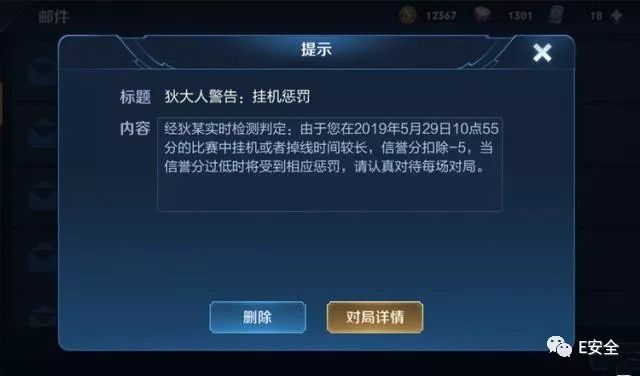 邮件 12367 1301 18
提示
标题 狄大人警告：挂机惩罚
内容 经狄某实时检测判定：由于您在2019年5月29日10点55
分的比赛中挂机或者掉线时间较长，信誉分扣除-5，当
信誉分过低时将受到相应惩罚，请认真对待每场对局。
删除 对局详情
E安全